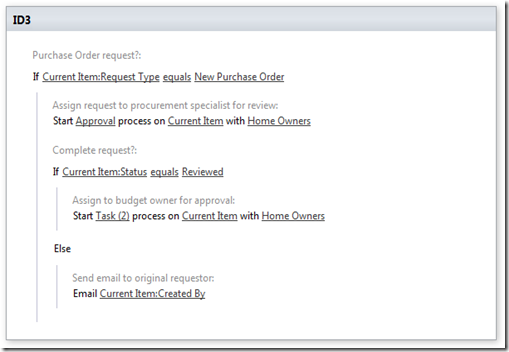 ID3
Purchase Order request?:
If Current Item:Request Type equals New Purchase Order
Assign request to procurement specialist for review:
Start Approval process on Current Item with Home Owners
Complete request?:
If Current Item:Status equals Reviewed
Assign to budget owner for approval:
Start Task (2) process on Current Item with Home Owners
Else
Send email to original requestor:
Email Current Item:Created By